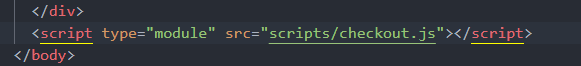 </div>
<script type="module" src="scripts/checkout.js"></script>
</body>